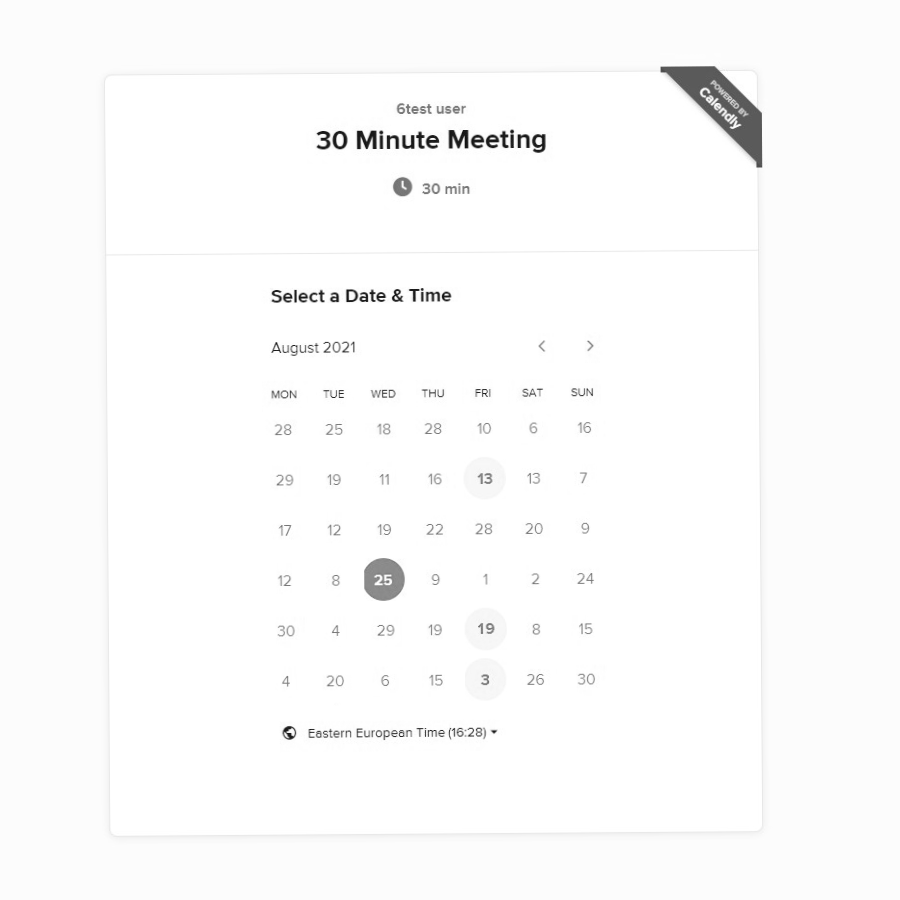 POWERED BY
Calendly
6test user
30 Minute Meeting
30 min
Select a Date & Time
August 2021
MON TUE WED THU FRI SAT SUN
28 25 18 28 10 6 16
29 19 11 16 13 13 7
17 12 19 22 28 20 9
12 8 25 9 1 2 24
30 4 29 19 19 8 15
4 20 6 15 3 26 30
Eastern European Time (16:28)